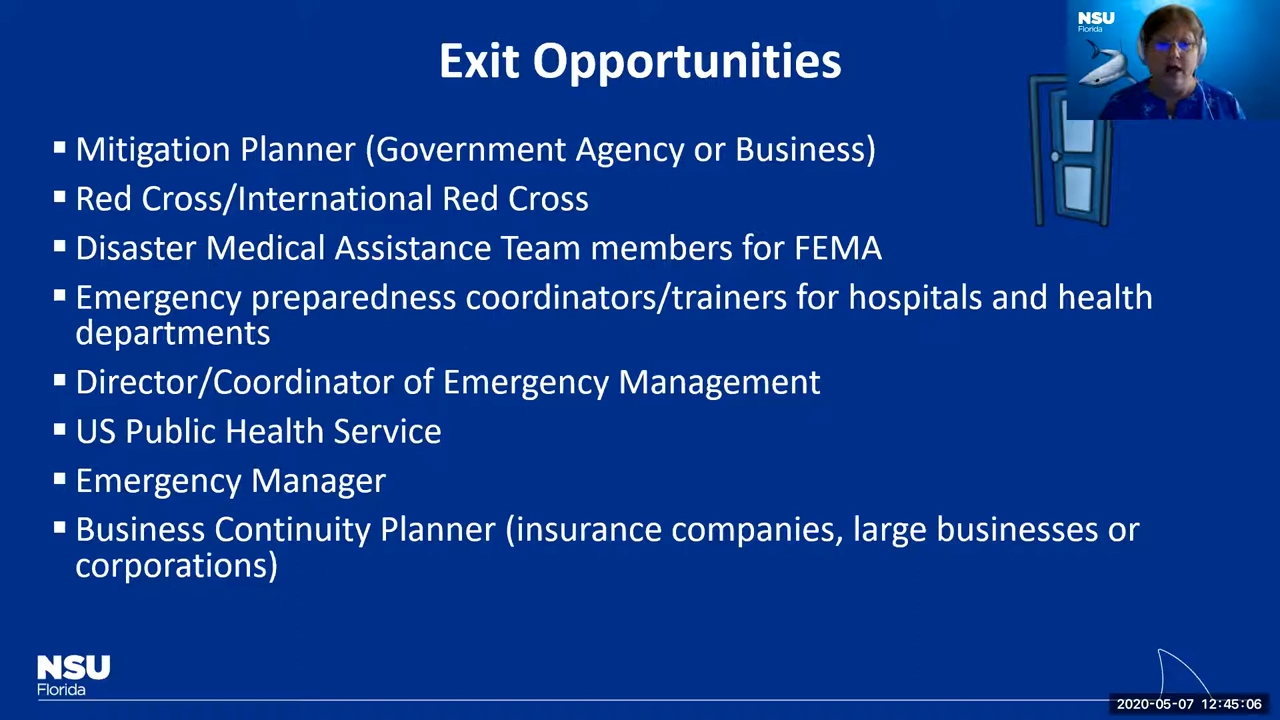 NSU
Florida
Exit Opportunities
▪ Mitigation Planner (Government Agency or Business)
▪ Red Cross/International Red Cross
▪ Disaster Medical Assistance Team members for FEMA
▪ Emergency preparedness coordinators/trainers for hospitals and health
departments
▪ Director/Coordinator of Emergency Management
▪ US Public Health Service
▪ Emergency Manager
▪ Business Continuity Planner (insurance companies, large businesses or
corporations)
NSU
Florida
2020-05-07 12:45:06